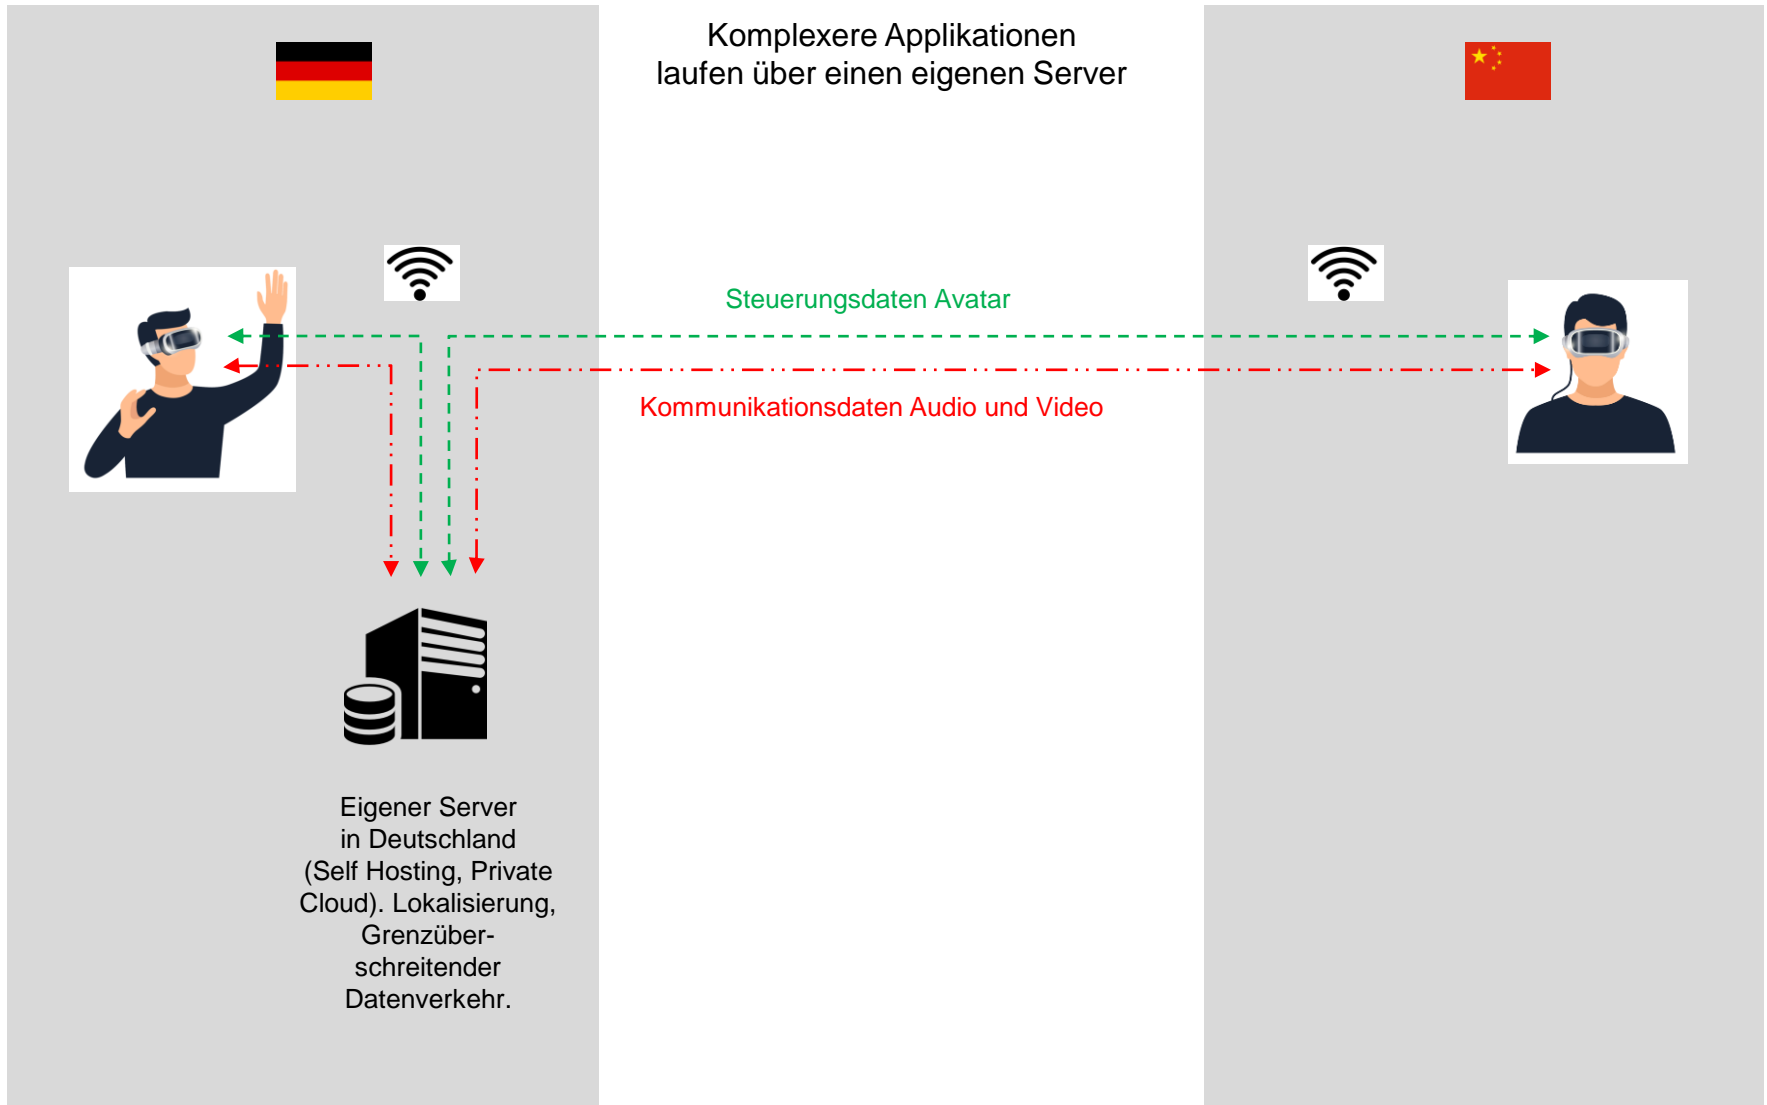 Komplexere Applikationen
laufen über einen eigenen Server
Steuerungsdaten Avatar
Kommunikationsdaten Audio und Video
Eigener Server
in Deutschland
(Self Hosting, Private
Cloud). Lokalisierung,
Grenzüber-
schreitender
Datenverkehr.